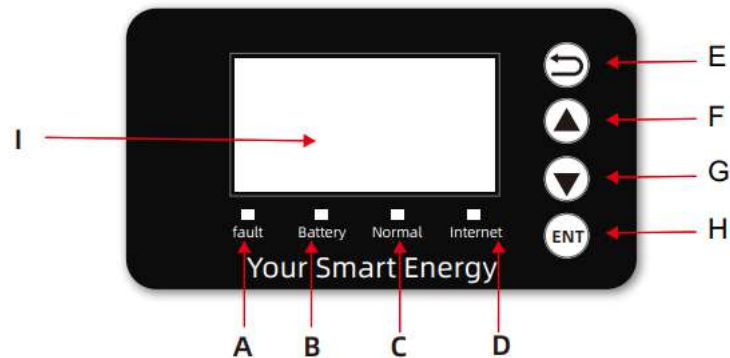 E
F
I
G
fault Battery Normal Internet
ENT
H
Your Smart Energy
A B C D